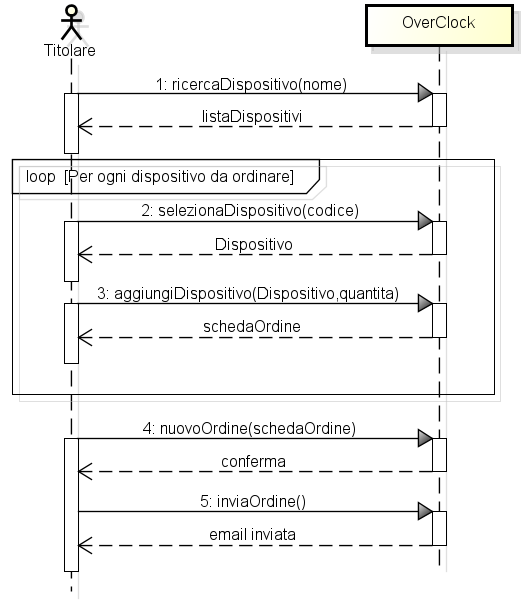 OverClock
Titolare
1: ricercaDispositivo(nome)
listaDispositivi
loop [Per ogni dispositivo da ordinare]
2: selezionaDispositivo(codice)
Dispositivo
3: aggiungiDispositivo(Dispositivo,quantita)
schedaOrdine
4: nuovoOrdine(schedaOrdine)
conferma
5: inviaOrdine()
email inviata